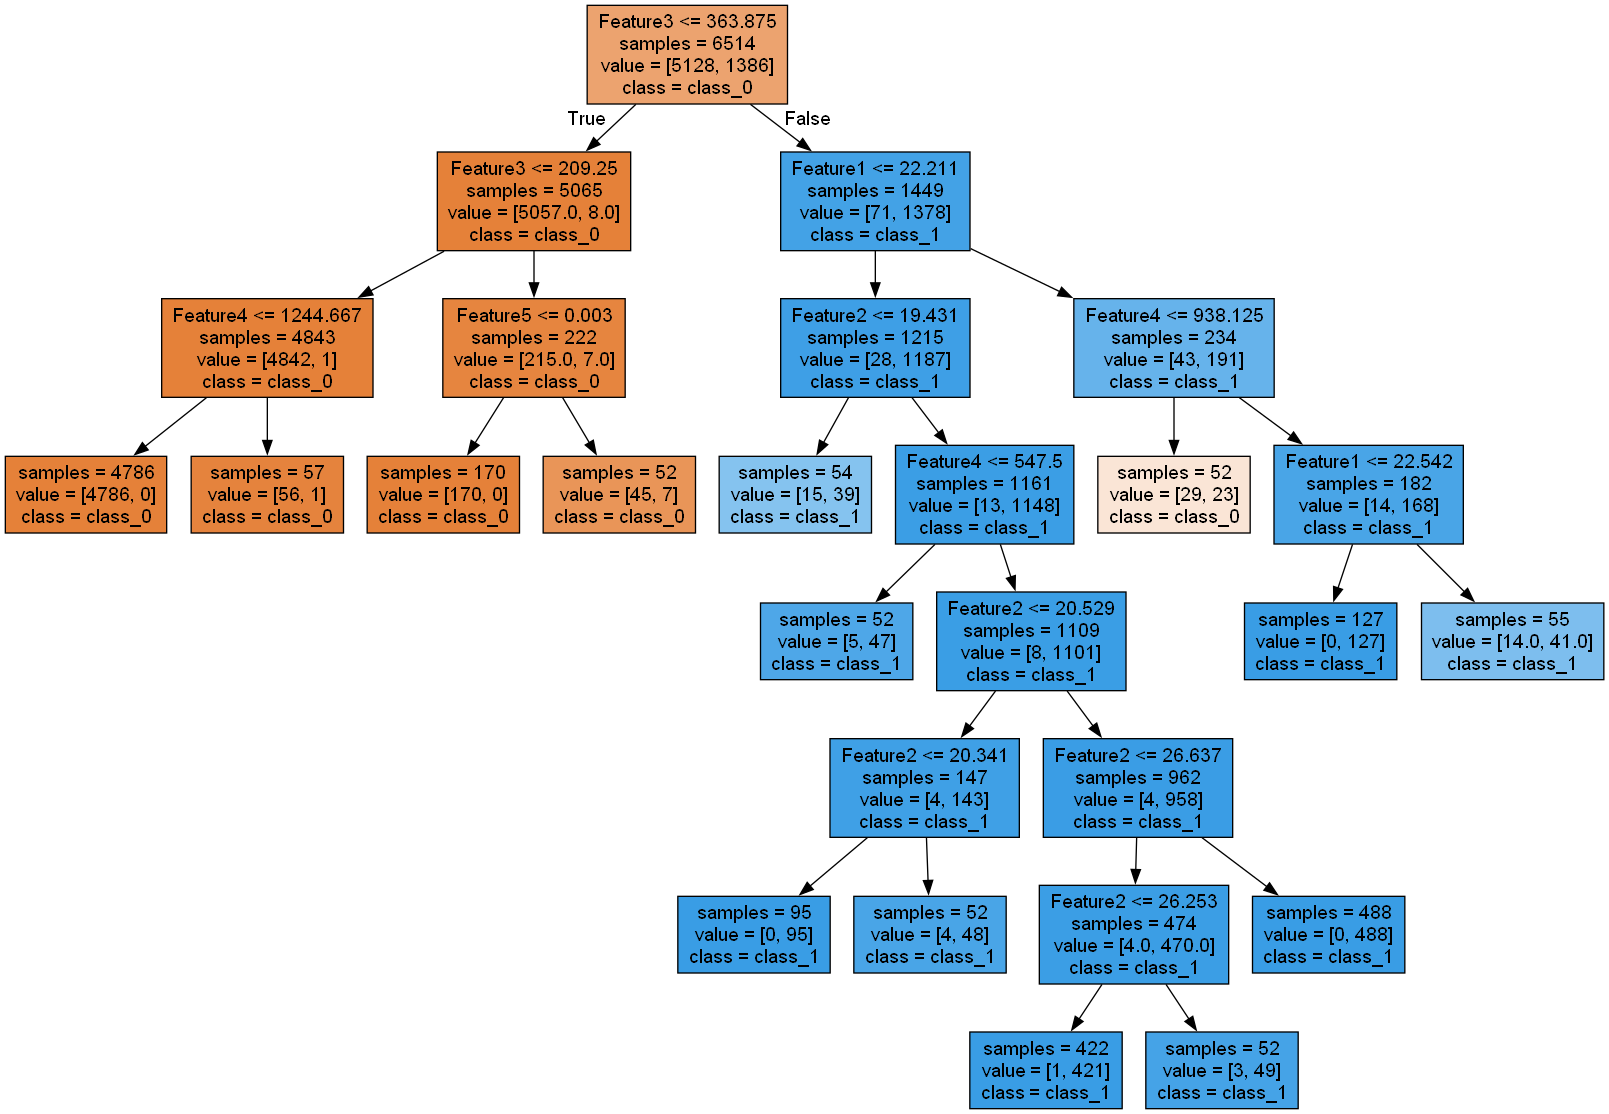 Feature3 <= 363.875
samples = 6514
value = [5128, 1386]
class = class_0
True
False
Feature3 <= 209.25
samples = 5065
value = [5057.0, 8.0]
class = class_0
Feature1 <= 22.211
samples = 1449
value = [71, 1378]
class = class_1
Feature4 <= 1244.667
samples = 4843
value = [4842, 1]
class = class_0
Feature5 <= 0.003
samples = 222
value = [215.0, 7.0]
class = class_0
Feature2 <= 19.431
samples = 1215
value = [28, 1187]
class = class_1
Feature4 <= 938.125
samples = 234
value = [43, 191]
class = class_1
samples = 4786
value = [4786, 0]
class = class_0
samples = 57
value = [56, 1]
class = class_0
samples = 170
value = [170, 0]
class = class_0
samples = 52
value = [45, 7]
class = class_0
samples = 54
value = [15, 39]
class = class_1
Feature4 <= 547.5
samples = 1161
value = [13, 1148]
class = class_1
samples = 52
value = [29, 23]
class = class_0
Feature1 <= 22.542
samples = 182
value = [14, 168]
class = class_1
samples = 52
value = [5, 47]
class = class_1
Feature2 <= 20.529
samples = 1109
value = [8, 1101]
class = class_1
samples = 127
value = [0, 127]
class = class_1
samples = 55
value = [14.0, 41.0]
class = class_1
Feature2 <= 20.341
samples = 147
value = [4, 143]
class = class_1
Feature2 <= 26.637
samples = 962
value = [4, 958]
class = class_1
samples = 95
value = [0, 95]
class = class_1
samples = 52
value = [4, 48]
class = class_1
Feature2 <= 26.253
samples = 474
value = [4.0, 470.0]
class = class_1
samples = 488
value = [0, 488]
class = class_1
samples = 422
value = [1, 421]
class = class_1
samples = 52
value = [3, 49]
class = class_1